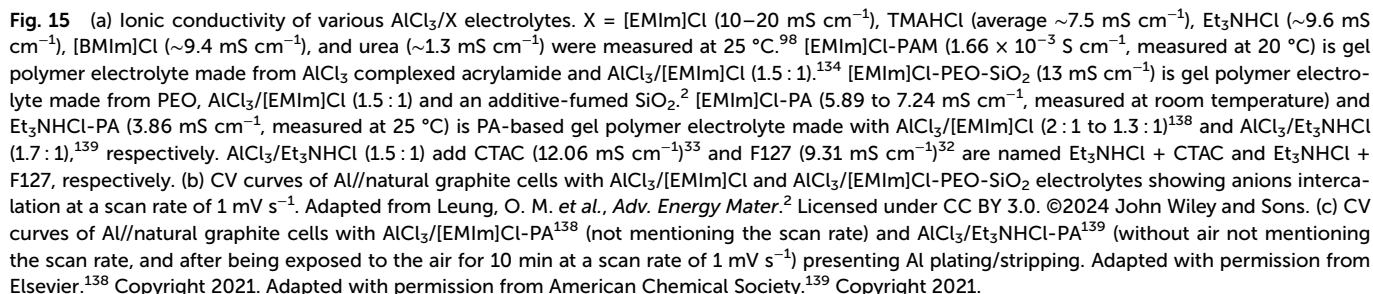 Fig. 15 (a) Ionic conductivity of various AlCl₃/X electrolytes. X = [EMIm]Cl (10–20 mS cm⁻¹), TMAHCl (average ~7.5 mS cm⁻¹), Et₃NHCl (~9.6 mS
cm⁻¹), [BMIm]Cl (~9.4 mS cm⁻¹), and urea (~1.3 mS cm⁻¹) were measured at 25 °C.⁹⁸ [EMIm]Cl-PAM (1.66 × 10⁻³ S cm⁻¹, measured at 20 °C) is gel
polymer electrolyte made from AlCl₃ complexed acrylamide and AlCl₃/[EMIm]Cl (1.5 : 1).¹³⁴ [EMIm]Cl-PEO-SiO₂ (13 mS cm⁻¹) is gel polymer electro-
lyte made from PEO, AlCl₃/[EMIm]Cl (1.5 : 1) and an additive-fumed SiO₂.² [EMIm]Cl-PA (5.89 to 7.24 mS cm⁻¹, measured at room temperature) and
Et₃NHCl-PA (3.86 mS cm⁻¹, measured at 25 °C) is PA-based gel polymer electrolyte made with AlCl₃/[EMIm]Cl (2 : 1 to 1.3 : 1)¹³⁸ and AlCl₃/Et₃NHCl
(1.7 : 1),¹³⁹ respectively. AlCl₃/Et₃NHCl (1.5 : 1) add CTAC (12.06 mS cm⁻¹)³³ and F127 (9.31 mS cm⁻¹)³² are named Et₃NHCl + CTAC and Et₃NHCl +
F127, respectively. (b) CV curves of Al//natural graphite cells with AlCl₃/[EMIm]Cl and AlCl₃/[EMIm]Cl-PEO-SiO₂ electrolytes showing anions interca-
lation at a scan rate of 1 mV s⁻¹. Adapted from Leung, O. M. et al., Adv. Energy Mater.² Licensed under CC BY 3.0. ©2024 John Wiley and Sons. (c) CV
curves of Al//natural graphite cells with AlCl₃/[EMIm]Cl-PA¹³⁸ (not mentioning the scan rate) and AlCl₃/Et₃NHCl-PA¹³⁹ (without air not mentioning
the scan rate, and after being exposed to the air for 10 min at a scan rate of 1 mV s⁻¹) presenting Al plating/stripping. Adapted with permission from
Elsevier.¹³⁸ Copyright 2021. Adapted with permission from American Chemical Society.¹³⁹ Copyright 2021.